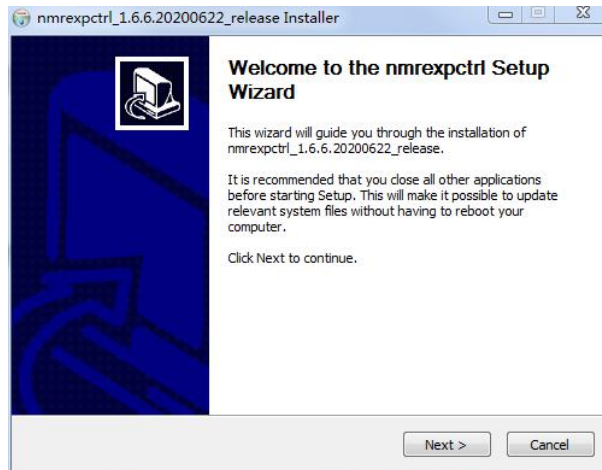 nmrexpctrl_1.6.6.20200622_release Installer
Welcome to the nmrexpctrl Setup
Wizard
This wizard will guide you through the installation of
nmrexpctrl_1.6.6.20200622_release.
It is recommended that you close all other applications
before starting Setup. This will make it possible to update
relevant system files without having to reboot your
computer.
Click Next to continue.
Next >
Cancel